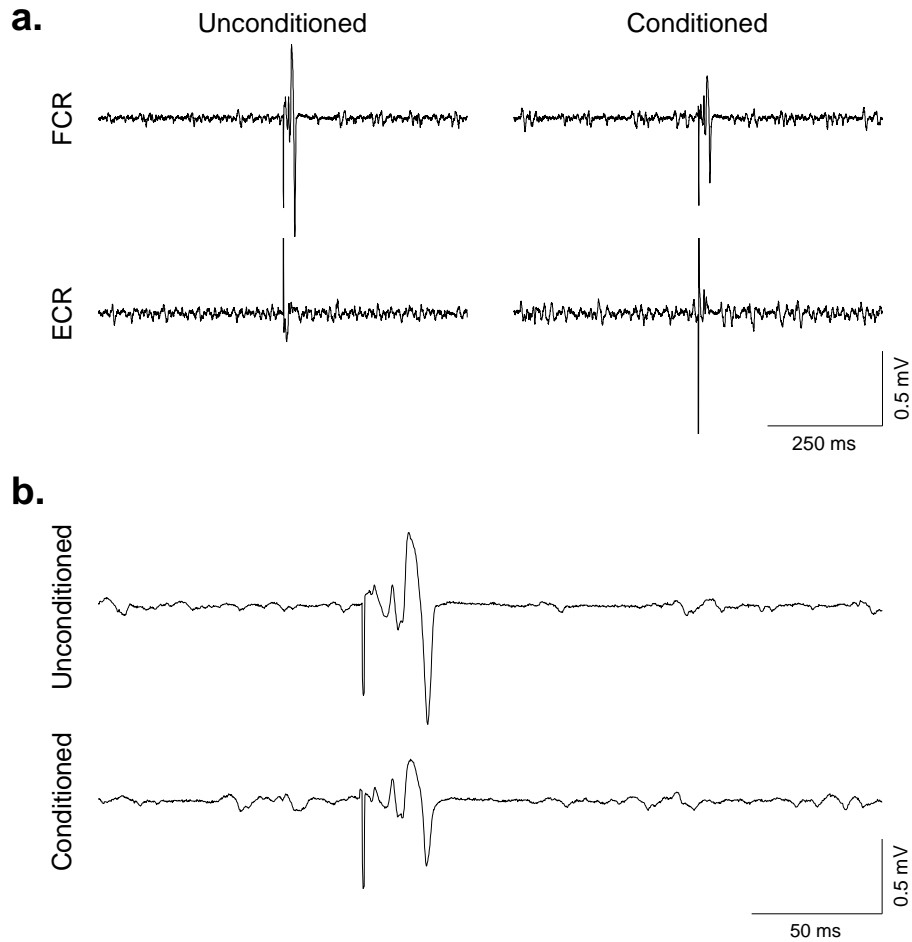 a.
Unconditioned
Conditioned
FCR
ECR
0.5 mV
250 ms
b.
Unconditioned
Conditioned
0.5 mV
50 ms